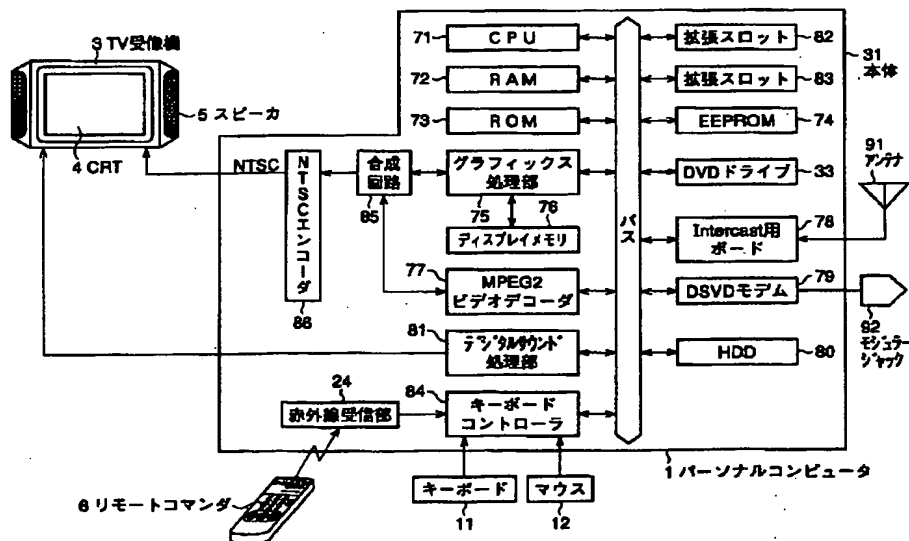 3 TV受像機
5 スピーカ
4 CRT
NTSC
NTSCエンコーダ
86
合成
回路
85
71
CPU
72
RAM
73
ROM
グラフィックス
処理部
75
76
ディスプレイメモリ
77
MPEG2
ビデオデコーダ
81
デジタルサウンド
処理部
24
赤外線受信部
84
キーボード
コントローラ
6 リモートコマンダ
キーボード
11
マウス
12
バス
拡張スロット
82
拡張スロット
83
EEPROM
74
DVDドライブ
33
Intercast用
ボード
78
DSVDモデム
79
HDD
80
31
本体
91
アンテナ
92
モジュラー
ジャック
1 パーソナルコンピュータ